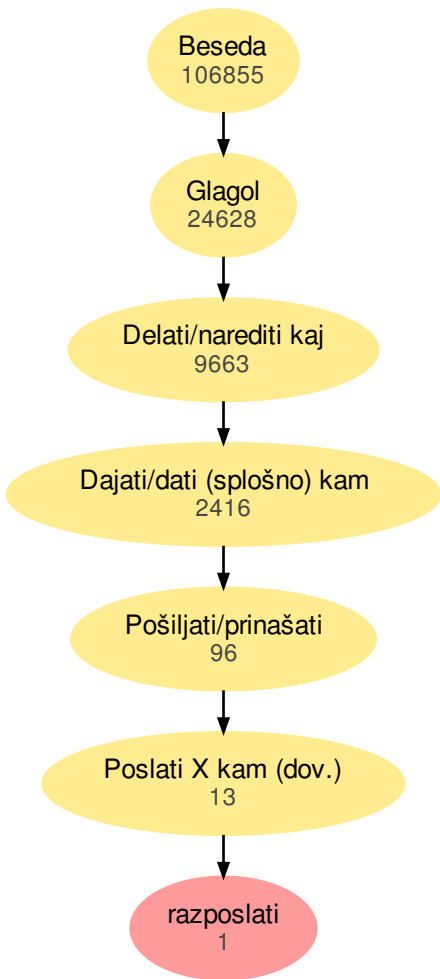 Beseda
106855
Glagol
24628
Delati/narediti kaj
9663
Dajati/dati (splošno) kam
2416
Pošiljati/prinašati
96
Poslati X kam (dov.)
13
razposlati
1